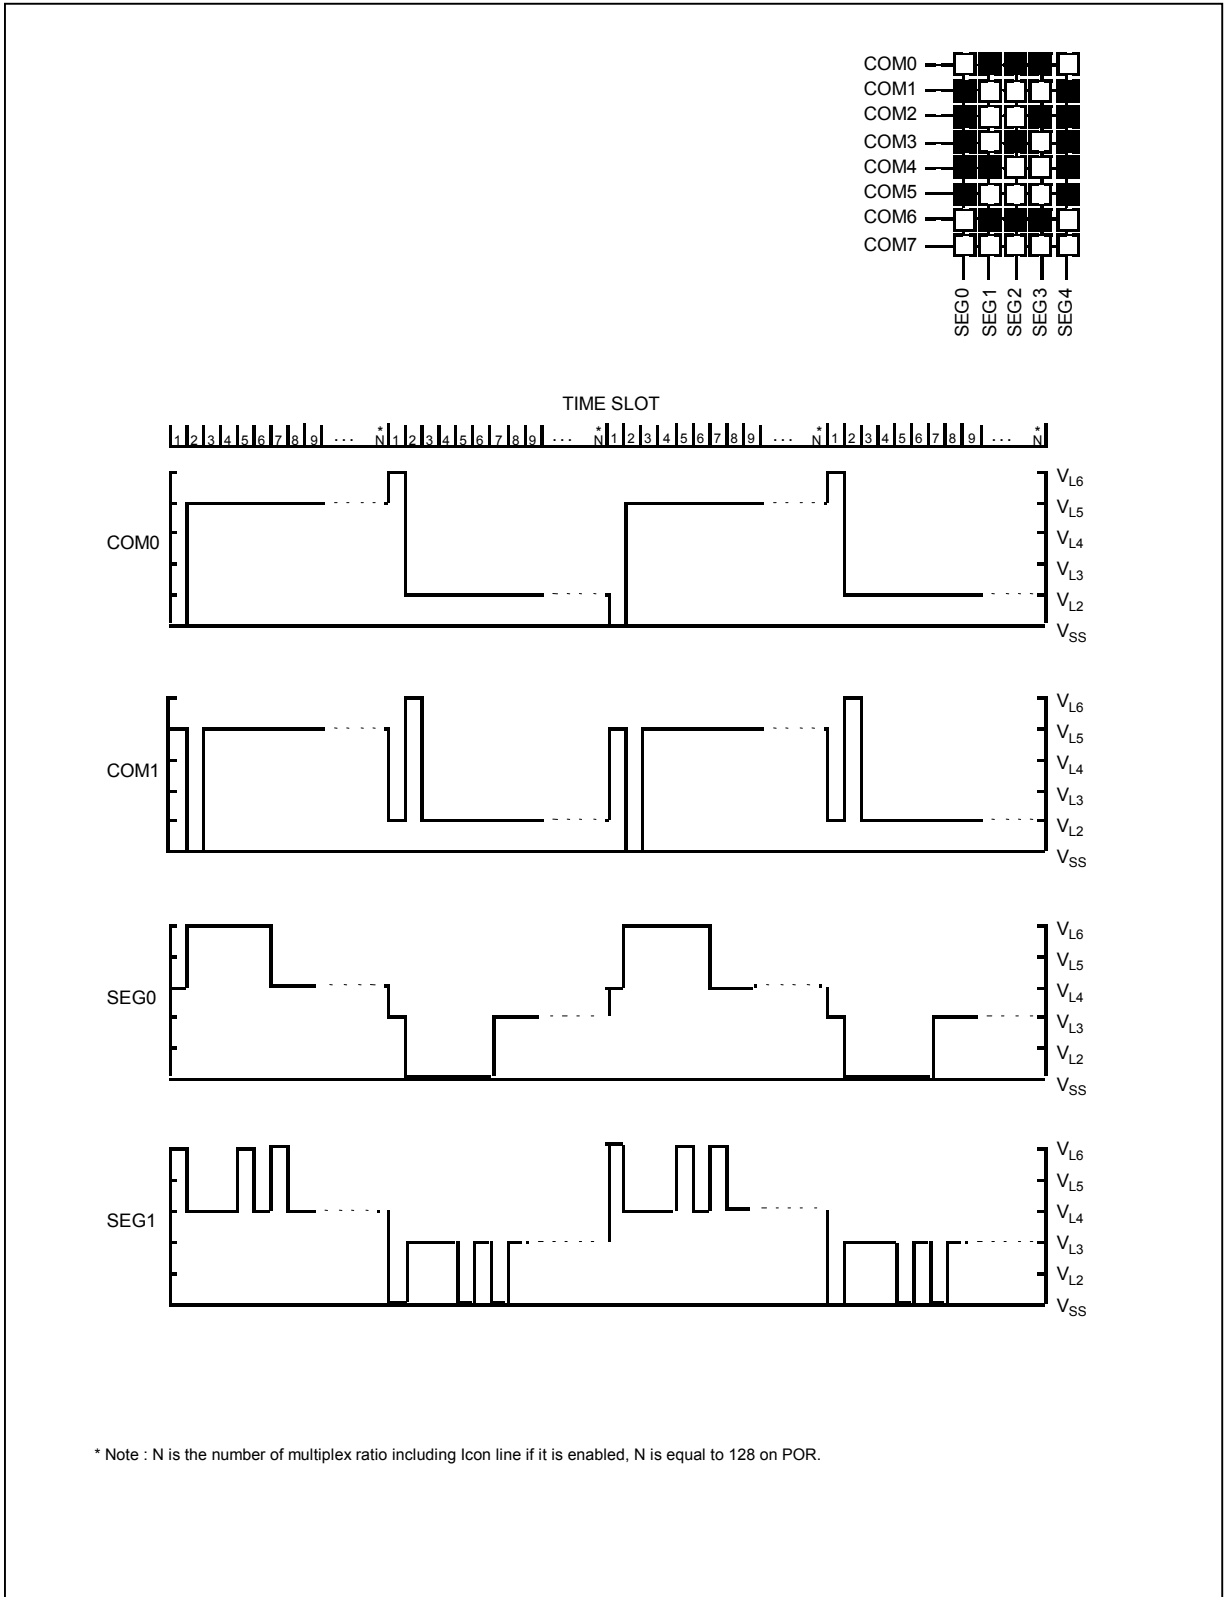 COM0
COM1
COM2
COM3
COM4
COM5
COM6
COM7
SEG0
SEG1
SEG2
SEG3
SEG4
TIME SLOT
1 2 3 4 5 6 7 8 9 ... *N 1 2 3 4 5 6 7 8 9 ... *N 1 2 3 4 5 6 7 8 9 ... *N 1 2 3 4 5 6 7 8 9 ... *N
COM0
VL6
VL5
VL4
VL3
VL2
VSS
COM1
VL6
VL5
VL4
VL3
VL2
VSS
SEG0
VL6
VL5
VL4
VL3
VL2
VSS
SEG1
VL6
VL5
VL4
VL3
VL2
VSS
* Note : N is the number of multiplex ratio including Icon line if it is enabled, N is equal to 128 on POR.